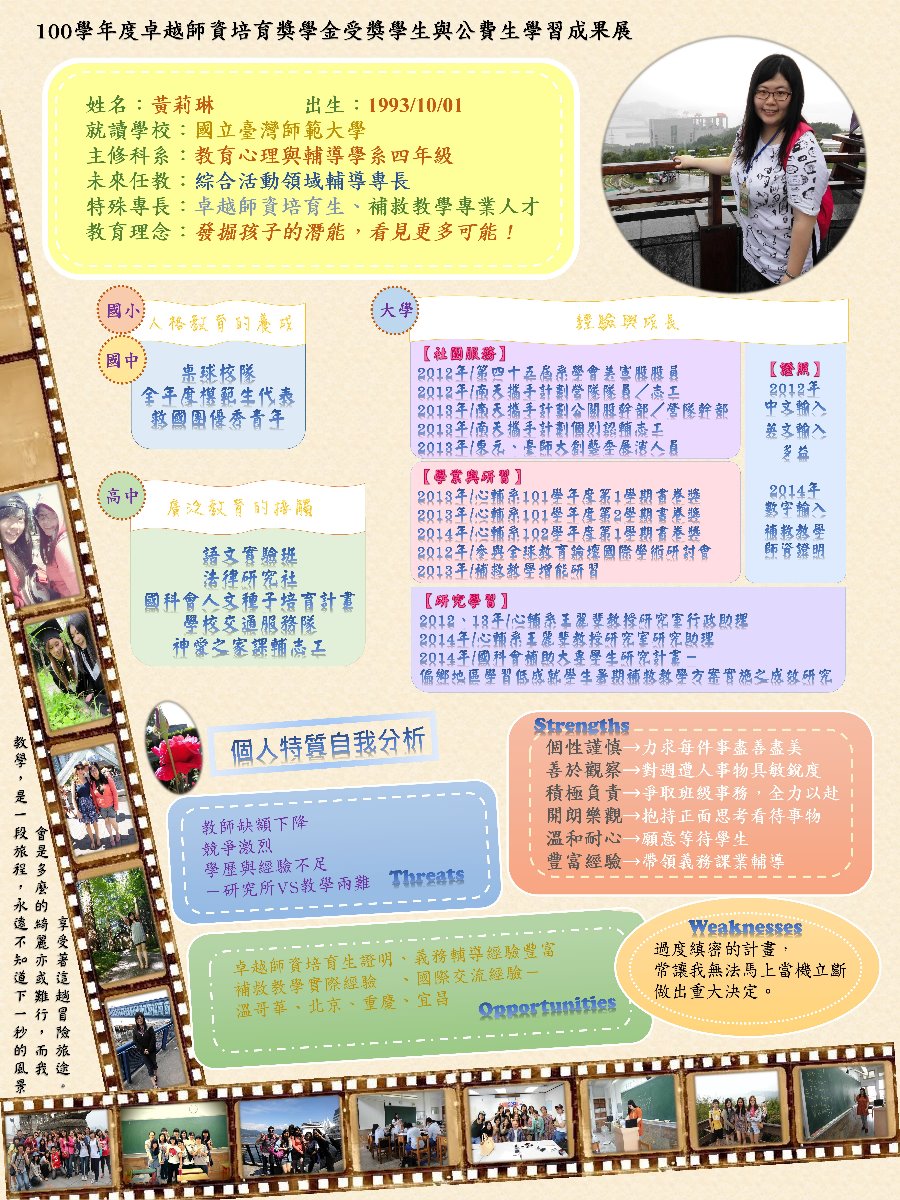 100學年度卓越師資培育獎學金受獎學生與公費生學習成果展
姓名：黃莉琳 出生：1993/10/01
就讀學校：國立臺灣師範大學
主修科系：教育心理與輔導學系四年級
未來任教：綜合活動領域輔導專長
特殊專長：卓越師資培育生、補救教學專業人才
教育理念：發掘孩子的潛能，看見更多可能！
國小
國中
人格教育的養成
桌球校隊
全年度模範生代表
救國團優秀青年
高中
廣泛教育的接觸
語文實驗班
法律研究社
國科會人文種子培育計畫
學校交通服務隊
神愛之家課輔志工
大學
經驗與成長
【社團服務】
2012年/第四十五屆系學會美宣股股員
2012年/南天攜手計劃營隊隊員／志工
2013年/南天攜手計劃公關股幹部／營隊幹部
2013年/南天攜手計劃個別認輔志工
2013年/東元、臺師大創藝季展演人員
【學業與研習】
2013年/心輔系101學年度第1學期書卷獎
2013年/心輔系101學年度第2學期書卷獎
2014年/心輔系102學年度第1學期書卷獎
2012年/參與全球教育論壇國際學術研討會
2013年/補救教學增能研習
【證照】
2012年
中文輸入
英文輸入
多益
2014年
數字輸入
補救教學
師資證明
【研究學習】
2012、13年/心輔系王麗斐教授研究室行政助理
2014年/心輔系王麗斐教授研究室研究助理
2014年/國科會補助大專學生研究計畫－
偏鄉地區學習低成就學生暑期補救教學方案實施之成效研究
個人特質自我分析
Strengths
個性謹慎→力求每件事盡善盡美
善於觀察→對週遭人事物具敏銳度
積極負責→爭取班級事務，全力以赴
開朗樂觀→抱持正面思考看待事物
溫和耐心→願意等待學生
豐富經驗→帶領義務課業輔導
教師缺額下降
競爭激烈
學歷與經驗不足
－研究所VS教學兩難
Threats
Weaknesses
過度縝密的計畫，
常讓我無法馬上當機立斷
做出重大決定。
卓越師資培育生證明、義務輔導經驗豐富
補救教學實際經驗 、國際交流經驗－
溫哥華、北京、重慶、宜昌
Opportunities
教學，是一段旅程，永遠不知道下一秒的風景
會是多麼的綺麗亦或難行，而我
享受著這趟冒險旅途。